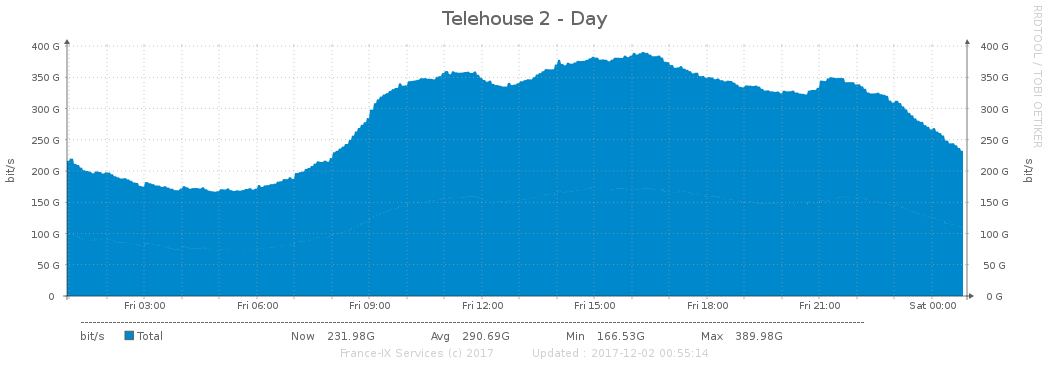 Telehouse 2 - Day
RRDTOOL / TOBI OETIKER
bit/s
400 G 400 G
350 G 350 G
300 G 300 G
250 G 250 G
200 G 200 G
150 G 150 G
100 G 100 G
50 G 50 G
0 0 G
bit/s
Fri 03:00 Fri 06:00 Fri 09:00 Fri 12:00 Fri 15:00 Fri 18:00 Fri 21:00 Sat 00:00
bit/s Total Now 231.98G Avg 290.69G Min 166.53G Max 389.98G
France-IX Services (c) 2017 Updated : 2017-12-02 00:55:14